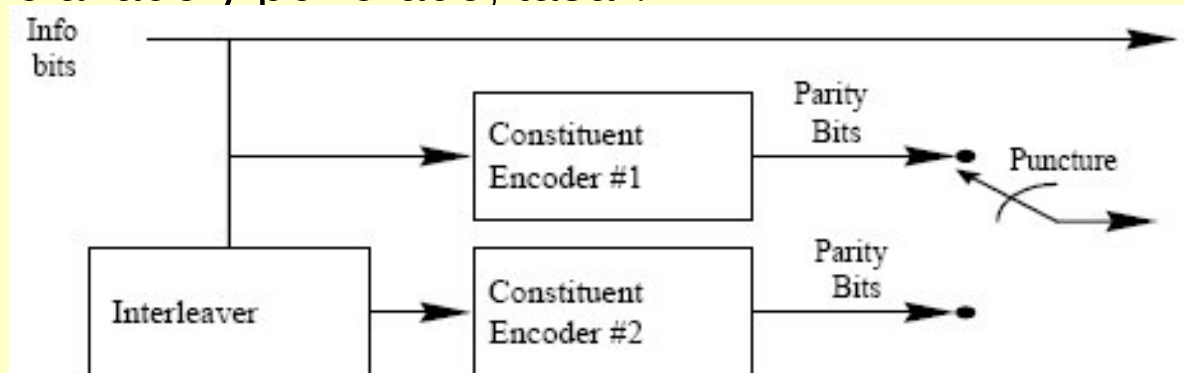 Info
bits
Parity
Bits
Constituent
Encoder #1
Puncture
Parity
Bits
Interleaver
Constituent
Encoder #2